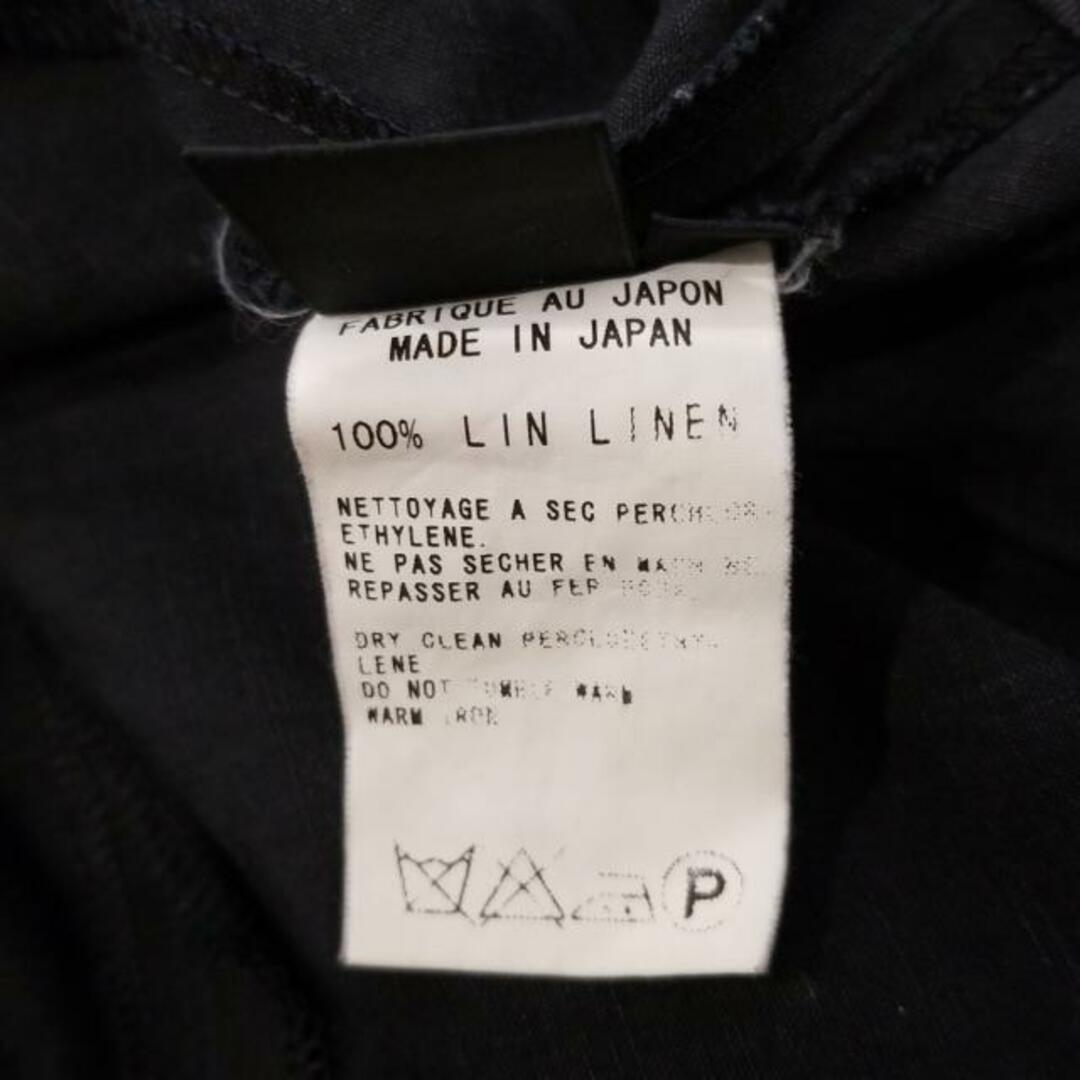 FABRIQUE AU JAPON
MADE IN JAPAN
100% LIN LINEN
NETTOYAGE A SEC
ETHYLENE.
NE PAS SECHER EN
REPASSER AU FER
DRY CLEAN
LENE
DO NOT
WARM IRON
P